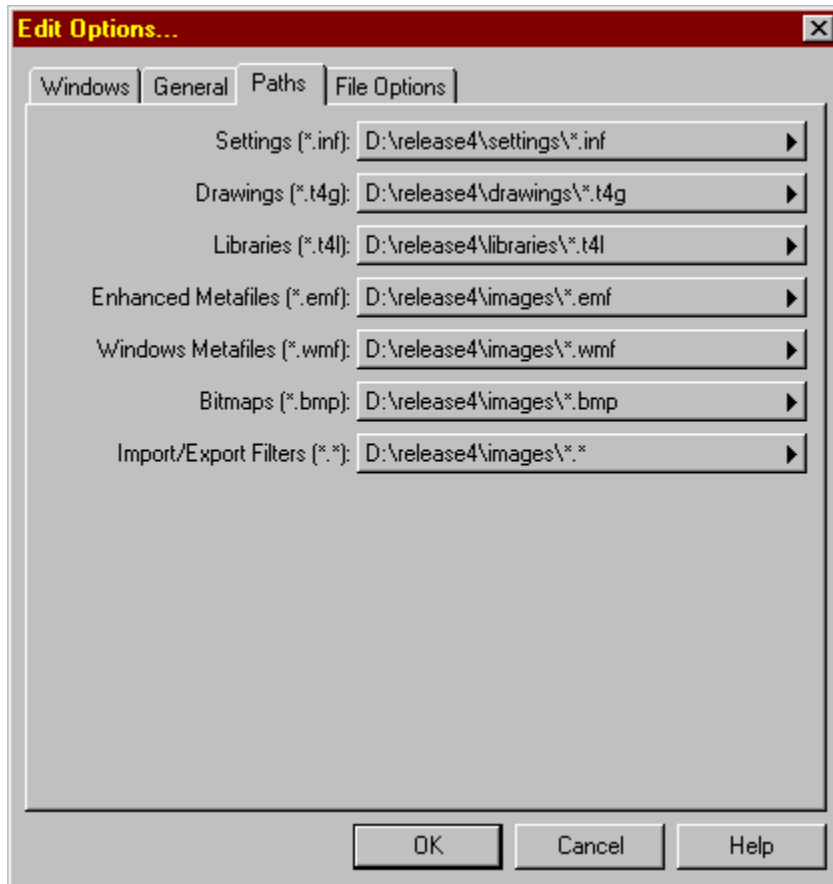 Edit Options...
Windows General Paths File Options
Settings (*.inf): D:\release4\settings\*.inf
Drawings (*.t4g): D:\release4\drawings\*.t4g
Libraries (*.t4l): D:\release4\libraries\*.t4l
Enhanced Metafiles (*.emf): D:\release4\images\*.emf
Windows Metafiles (*.wmf): D:\release4\images\*.wmf
Bitmaps (*.bmp): D:\release4\images\*.bmp
Import/Export Filters (*.*): D:\release4\images\*.*
OK Cancel Help